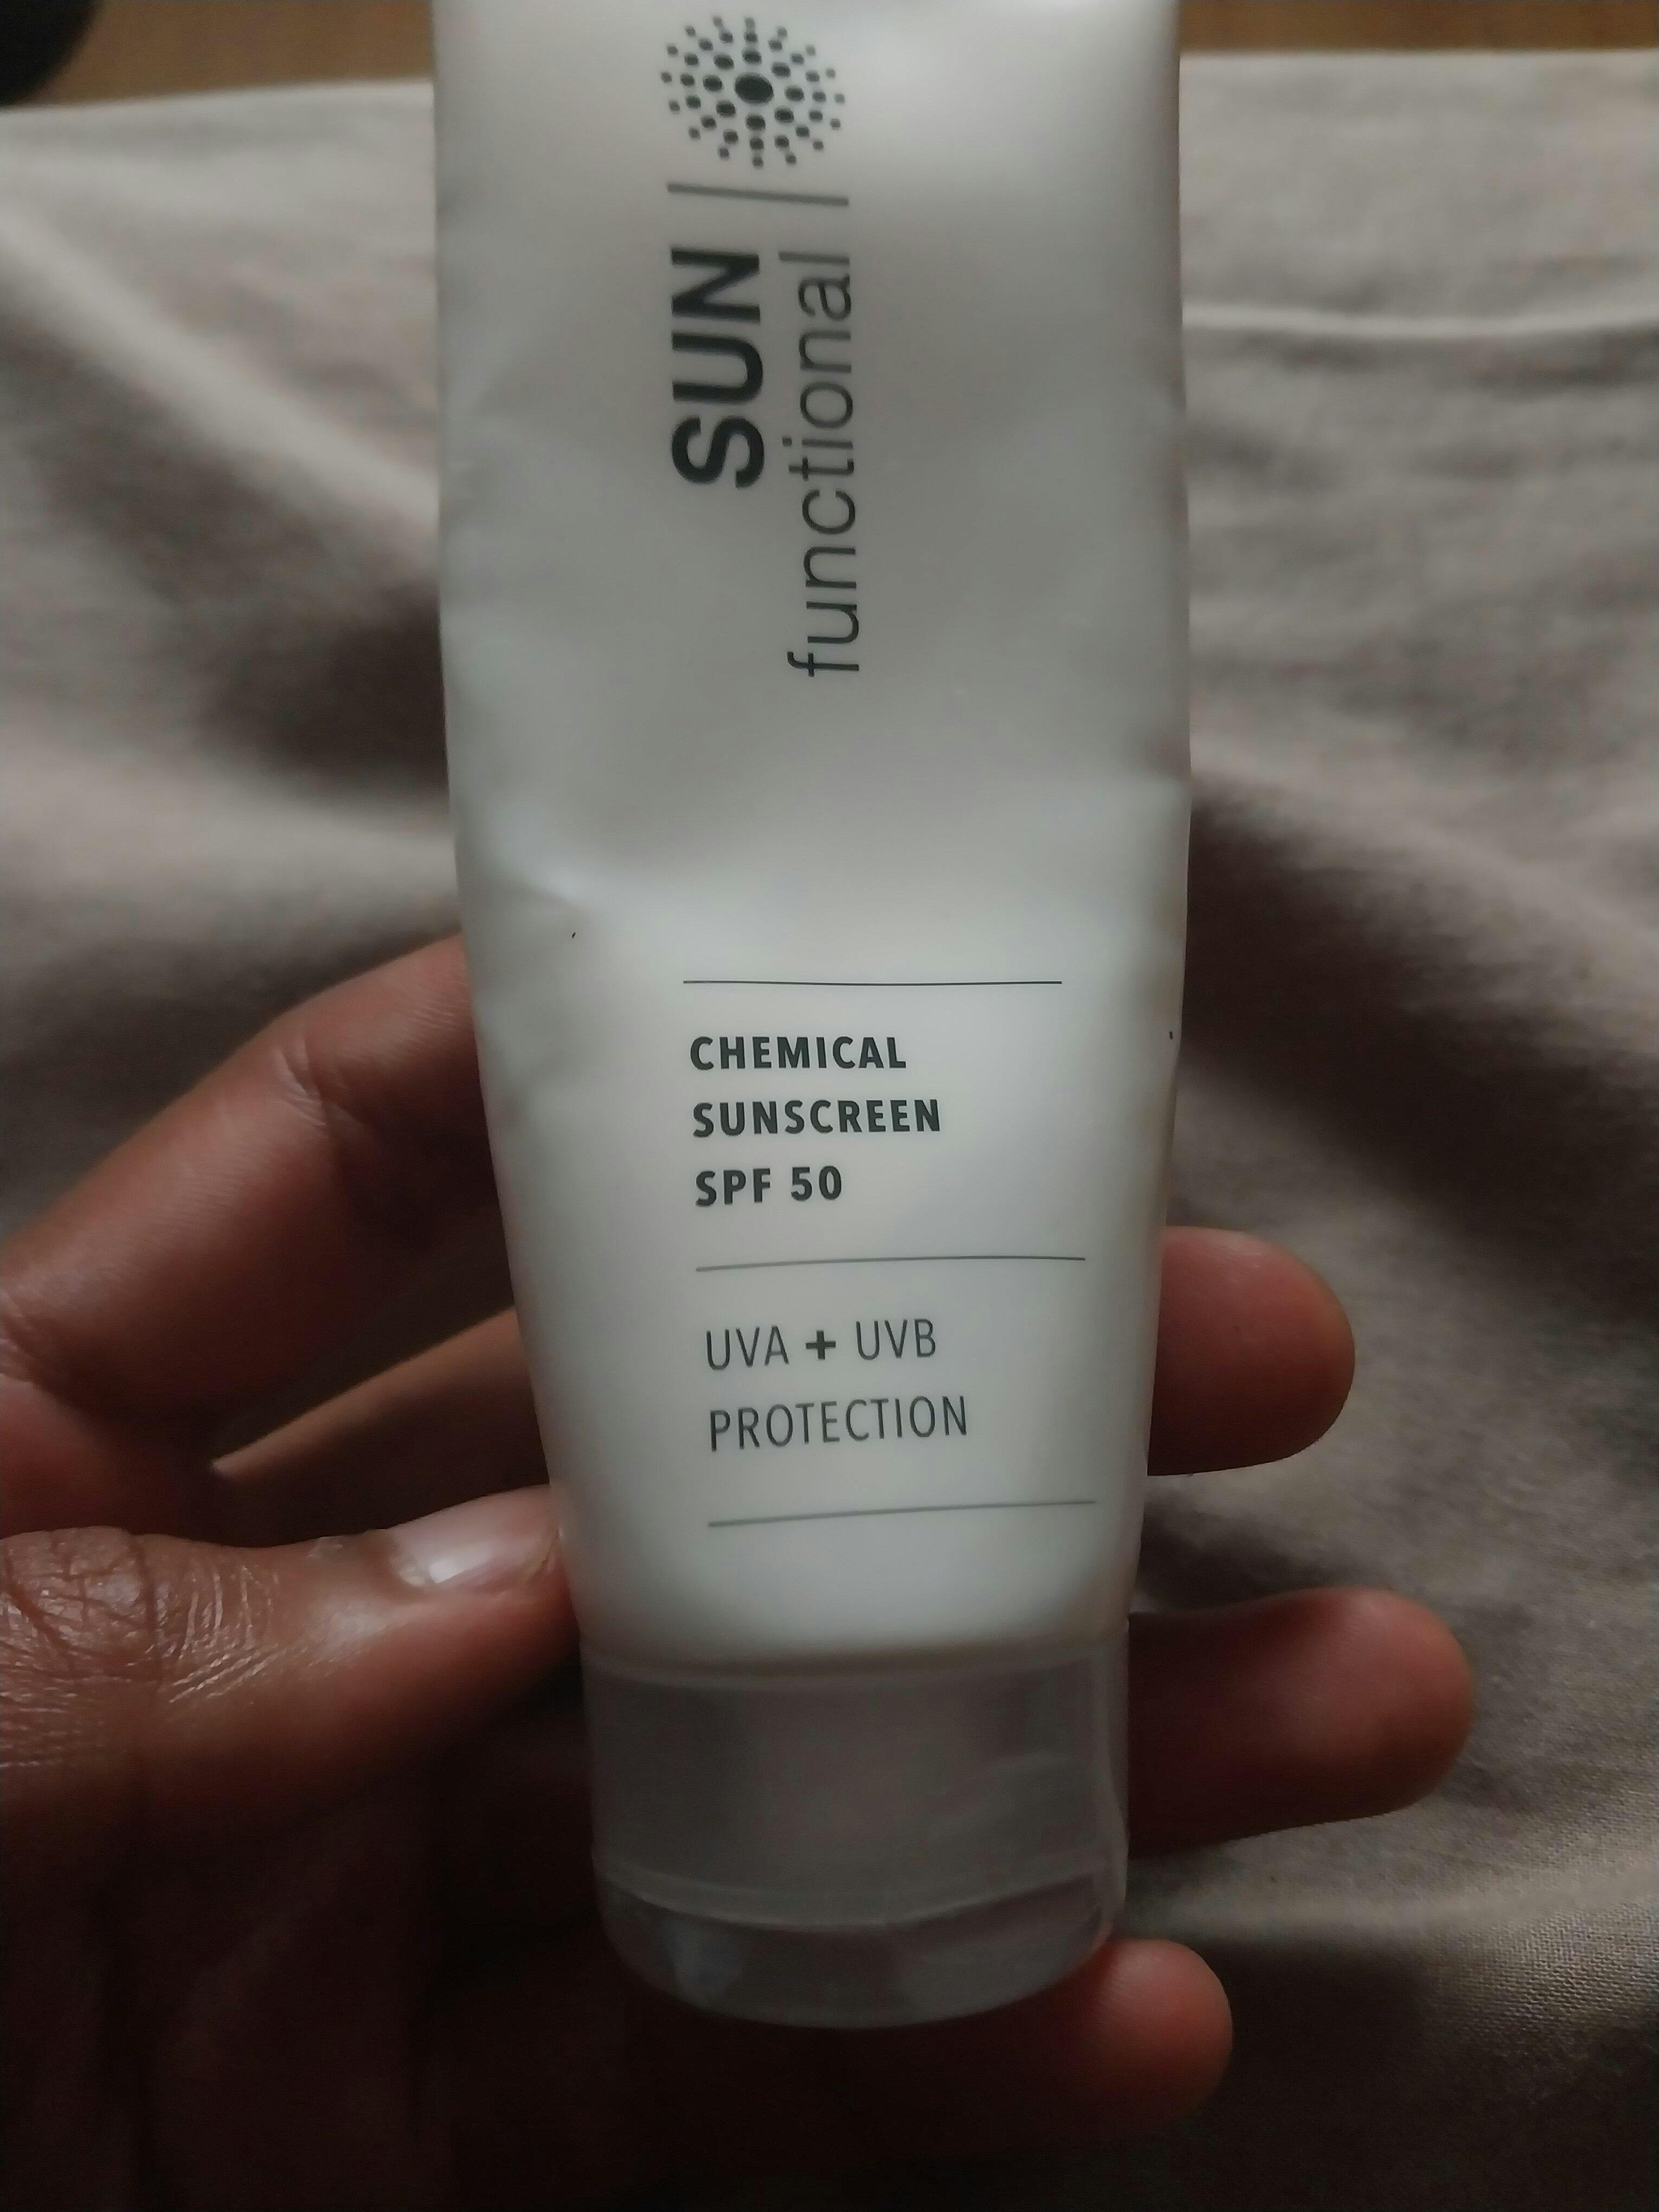 SUN
functional
CHEMICAL
SUNSCREEN
SPF 50
UVA + UVB
PROTECTION